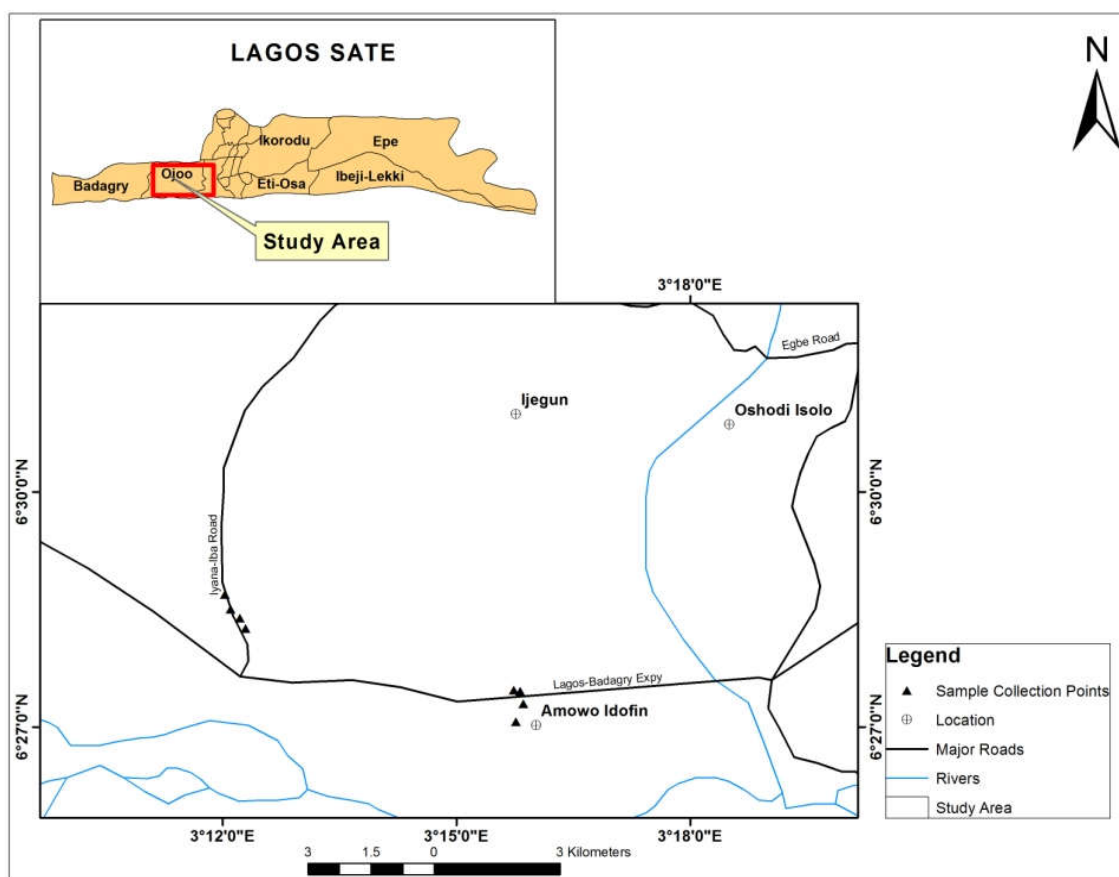 LAGOS SATE
Ikorodu
Epe
Ojoo
Badagry
Eti-Osa
Ibeji-Lekki
Study Area
N
3°18'0"E
Egbe Road
Ijegun
Oshodi Isolo
6°30'0"N
6°30'0"N
Iyana-Iba Road
Lagos-Badagry Expy
Amowo Idofin
6°27'0"N
6°27'0"N
Legend
Sample Collection Points
Location
Major Roads
Rivers
Study Area
3°12'0"E
3°15'0"E
3°18'0"E
3 1.5 0 3 Kilometers